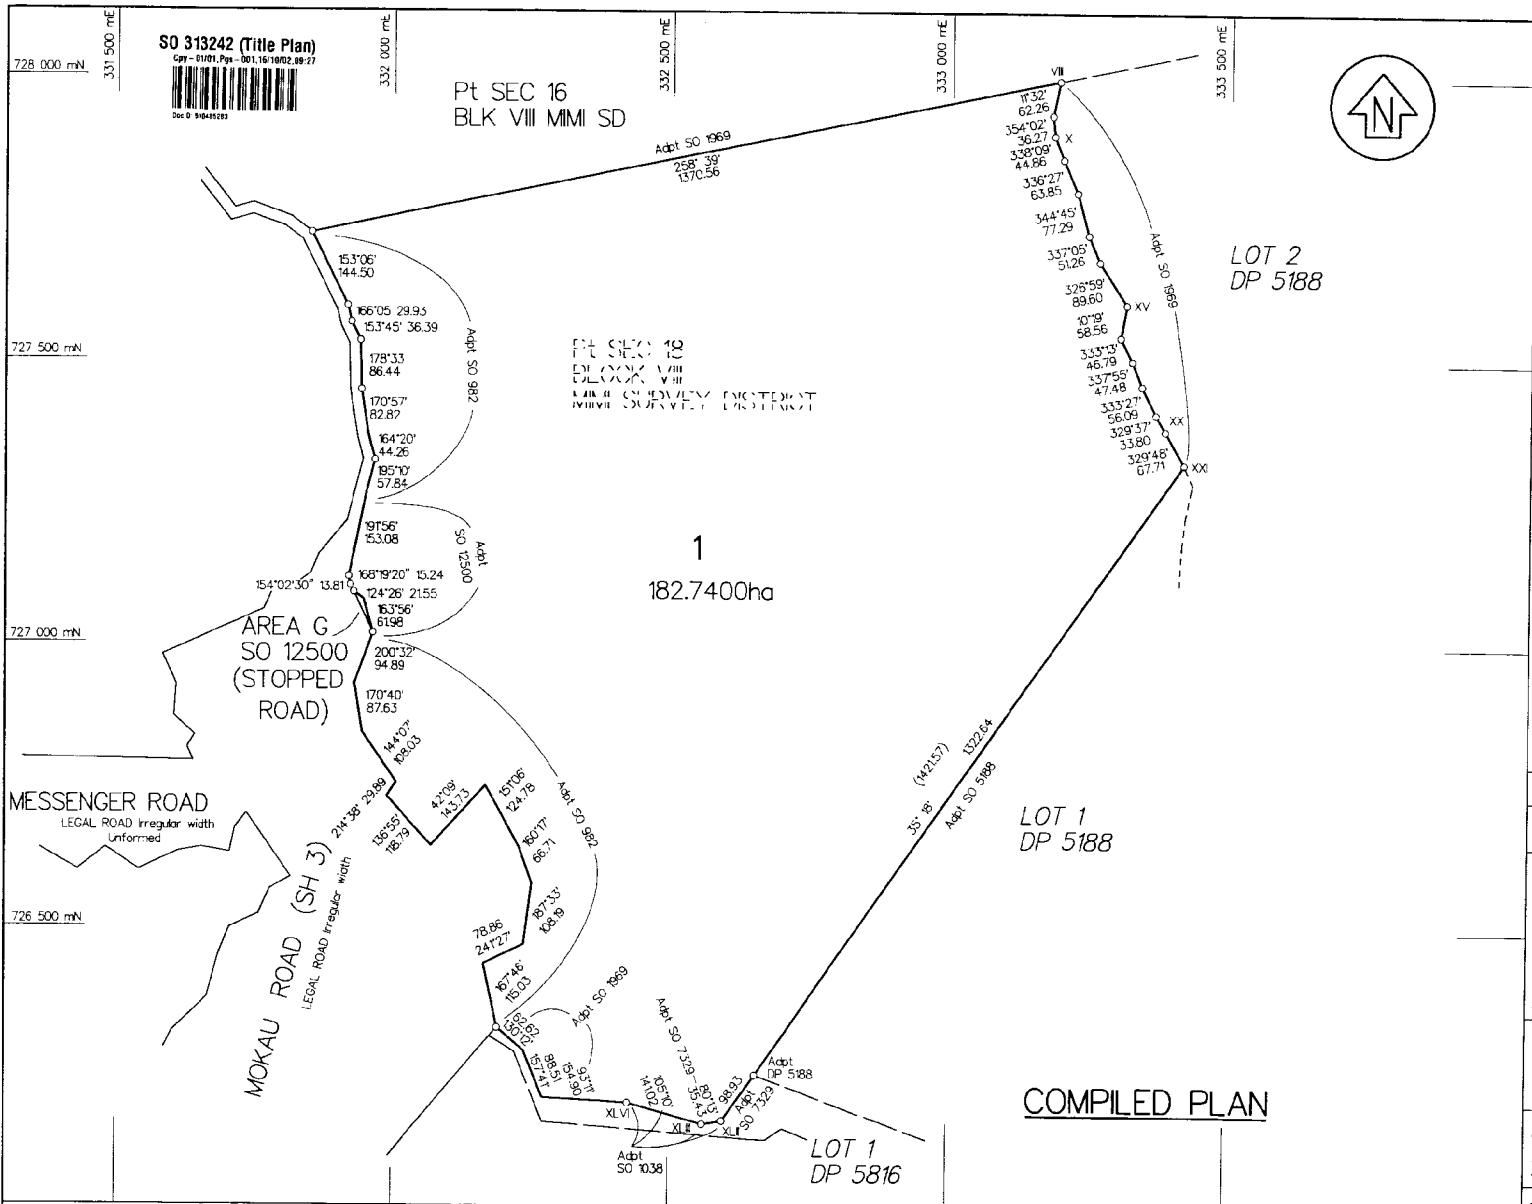 331 500 mE
332 000 mE
332 500 mE
333 000 mE
333 500 mE
728 000 mN
727 500 mN
727 000 mN
726 500 mN
SO 313242 (Title Plan)
Cpy - 01/01, Pgs - 001, 16/10/02, 09:27
Pt SEC 16
BLK VIII MIMI SD
N
Adpt SO 1969
258° 39'
1370.56
VIII
11°32'
62.26
354°02'
36.27
X
338°09'
44.86
336°27'
63.85
344°45'
77.29
337°05'
51.26
326°59'
89.60
XV
10°19'
58.56
333°13'
46.79
337°55'
47.48
333°27'
56.09
XX
329°37'
33.80
329°48'
67.71
XXI
Adpt SO 1969
LOT 2
DP 5188
153°06'
144.50
166°05 29.93
153°45' 36.39
178°33
86.44
170°57'
82.87
164°20'
44.26
195°10'
57.84
Adpt SO 982
Pt SEC 18
BLOCK VIII
MIMI SURVEY DISTRICT
191°56'
153.08
168°19'20" 15.24
154°02'30" 13.81
124°26' 21.55
163°56'
61.98
Adpt
SO 12500
1
182.7400ha
AREA G
SO 12500
(STOPPED
ROAD)
200°32'
94.89
170°40'
87.63
144°07'
108.03
214°38' 29.89
136°55'
118.79
42°09'
143.73
151°06'
124.78
160°17'
66.71
187°33'
108.19
78.86
241°27'
167°46'
115.03
Adpt SO 982
MESSENGER ROAD
LEGAL ROAD Irregular width
Unformed
MOKAU ROAD (SH 3)
LEGAL ROAD Irregular width
(1421.57)
1322.64
35° 18'
Adpt SO 5188
LOT 1
DP 5188
62.62
130°12'
Adpt SO 1969
88.51
157°41'
93°11'
154.90
XLVI
105°10'
141.02
Adpt SO 7329
80°13'
35.43
98.93
Adpt
SO 7329
Adpt
DP 5188
XLIII
XLII
Adpt
SO 1038
LOT 1
DP 5816
COMPILED PLAN